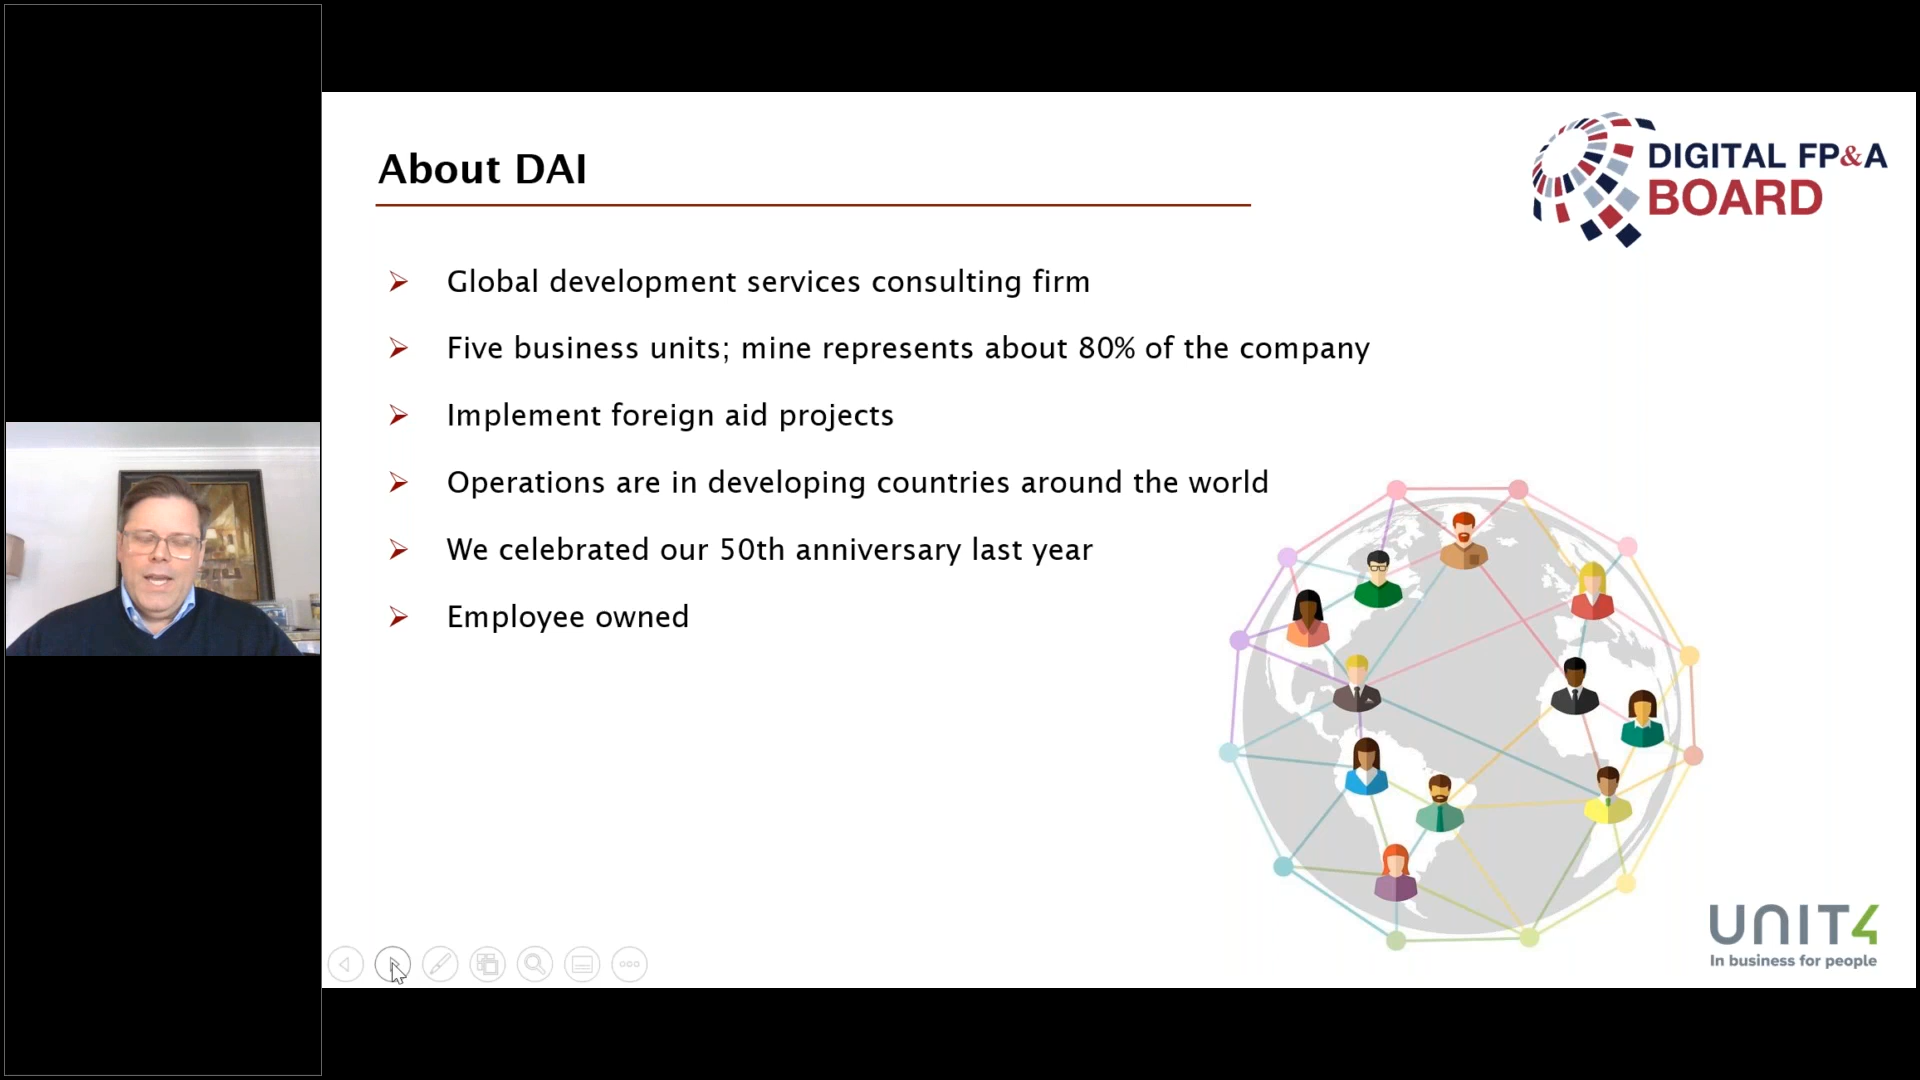 About DAI
DIGITAL FP&A
BOARD
Global development services consulting firm
Five business units; mine represents about 80% of the company
Implement foreign aid projects
Operations are in developing countries around the world
We celebrated our 50th anniversary last year
Employee owned
UNIT4
In business for people